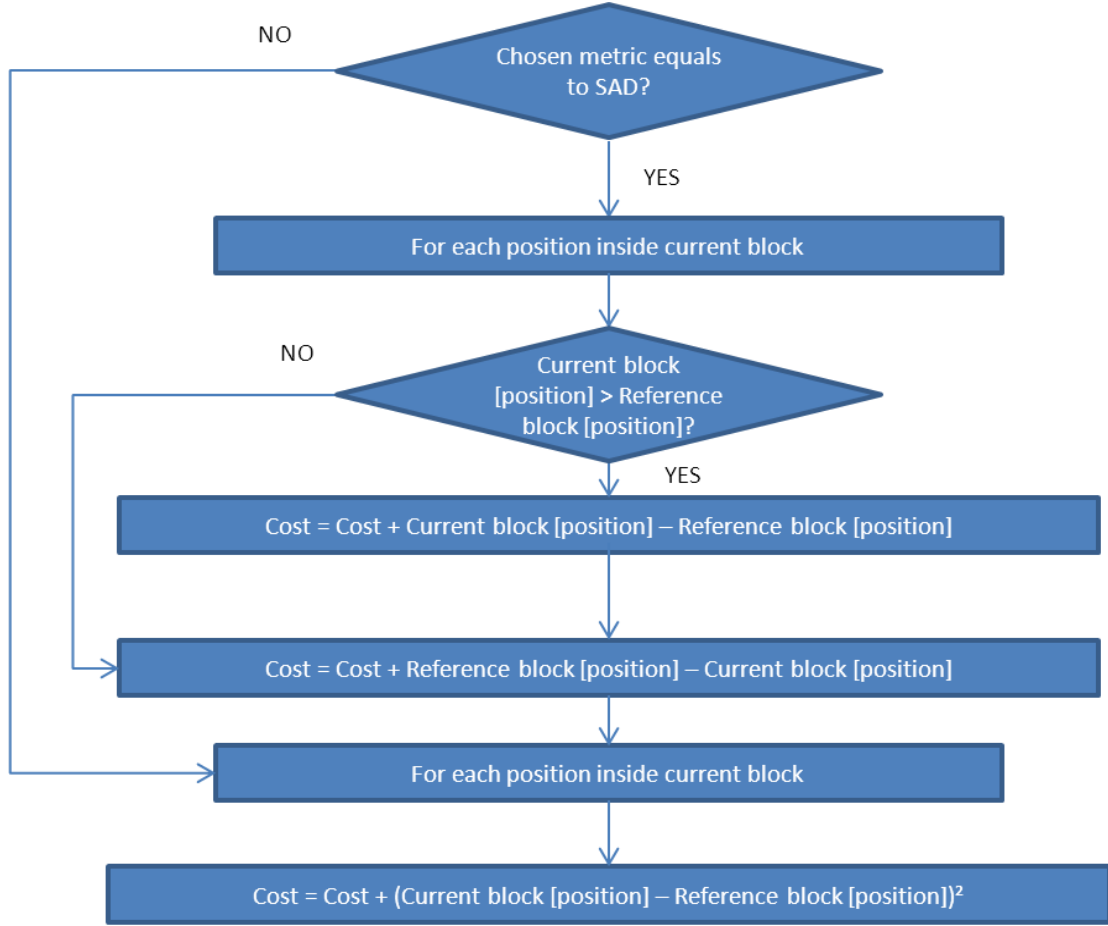 NO
Chosen metric equals
to SAD?
YES
For each position inside current block
NO
Current block
[position] > Reference
block [position]?
YES
Cost = Cost + Current block [position] – Reference block [position]
Cost = Cost + Reference block [position] – Current block [position]
For each position inside current block
Cost = Cost + (Current block [position] – Reference block [position])²